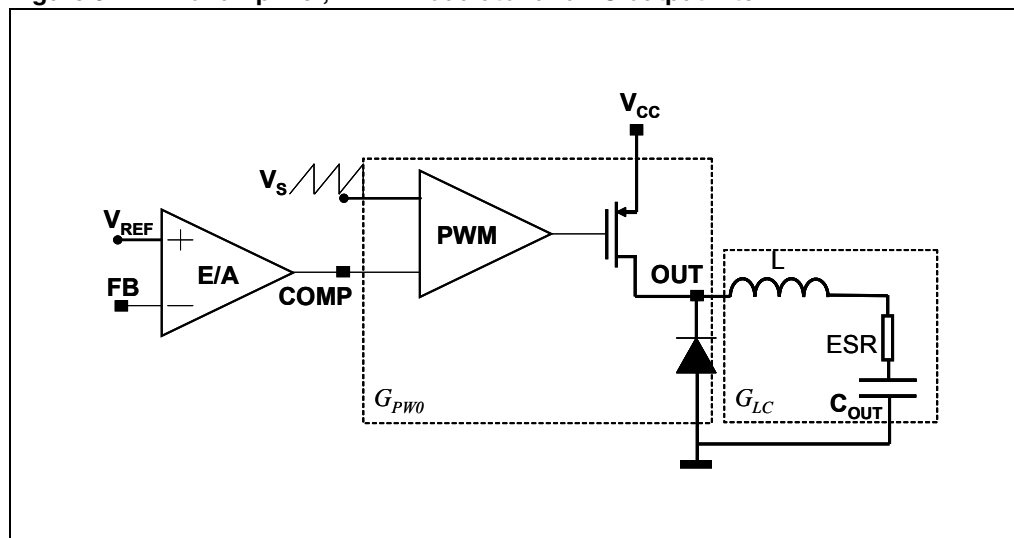 V_CC
V_S
V_REF
PWM
FB
E/A
COMP
OUT
L
ESR
G_PW0
G_LC
C_OUT